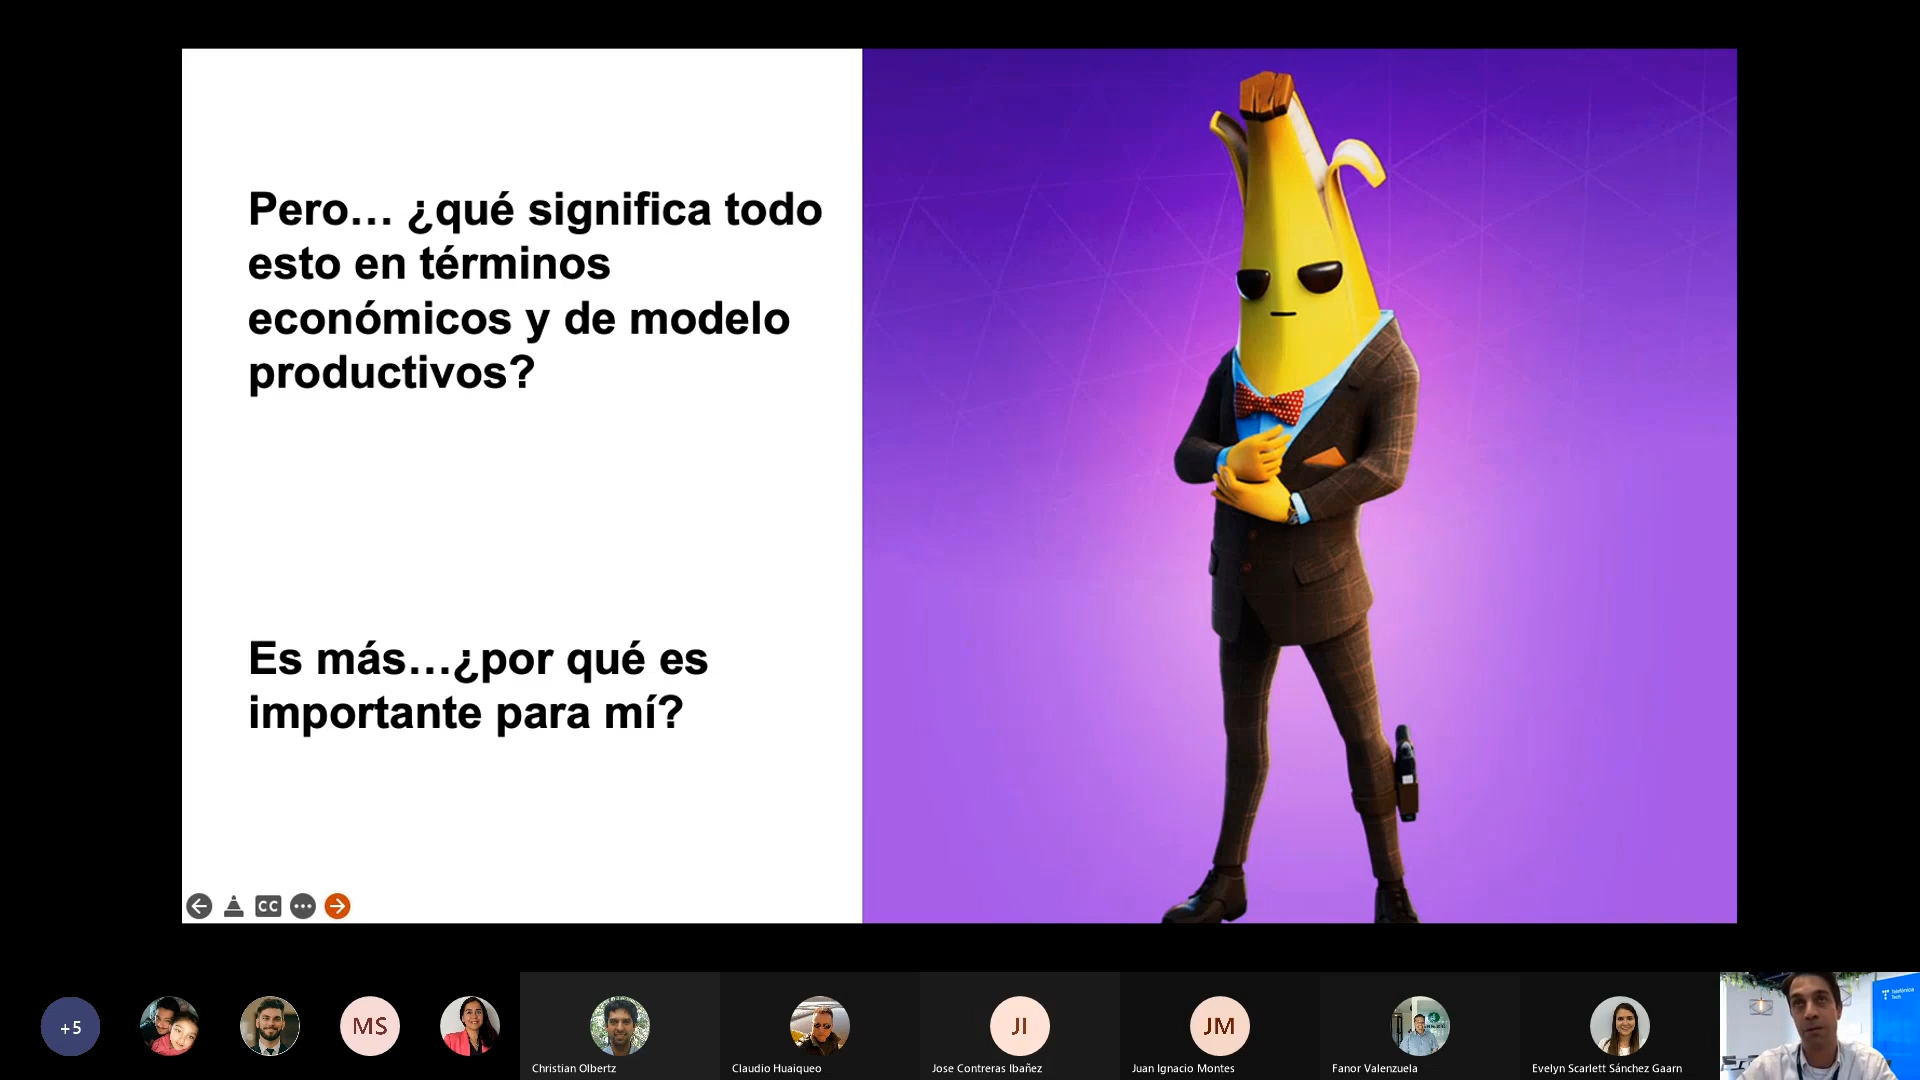 Pero… ¿qué significa todo
esto en términos
económicos y de modelo
productivos?
Es más…¿por qué es
importante para mí?
CC
+5
MS
JI
JM
Christian Olbertz
Claudio Huaiqueo
Jose Contreras Ibañez
Juan Ignacio Montes
Fanor Valenzuela
Evelyn Scarlett Sánchez Gaarn
Telefónica
Tech